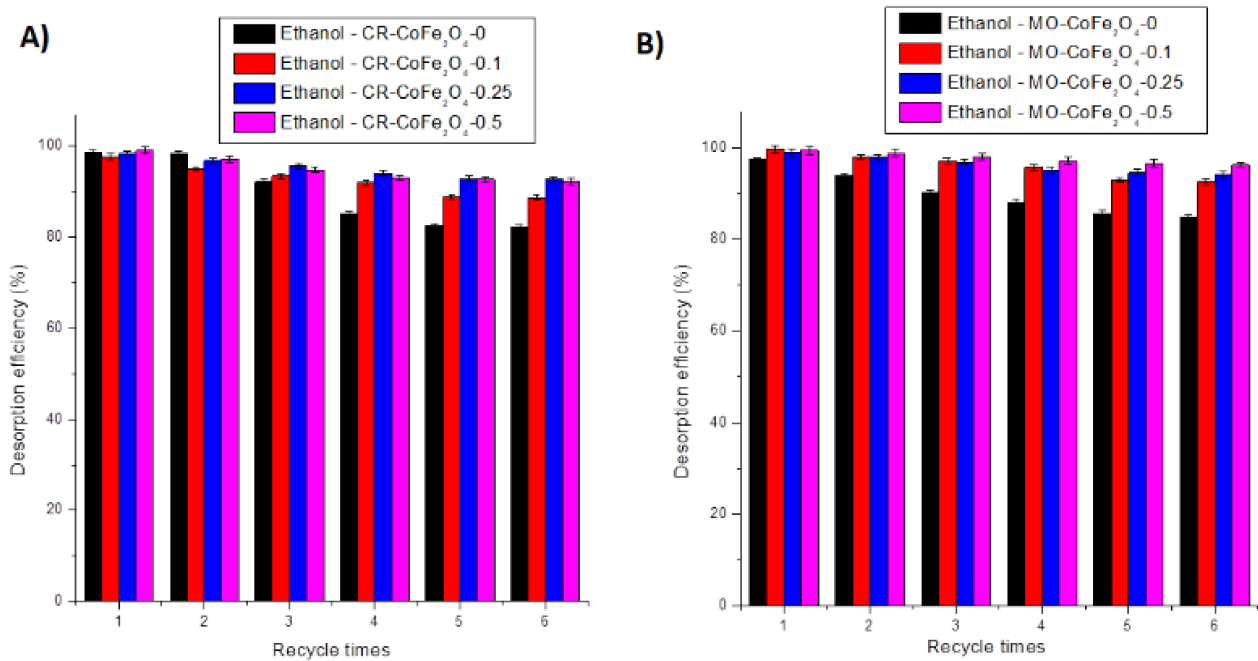 A)
Ethanol - CR-CoFe₂O₄-0
Ethanol - CR-CoFe₂O₄-0.1
Ethanol - CR-CoFe₂O₄-0.25
Ethanol - CR-CoFe₂O₄-0.5
100
80
60
40
20
0
Desorption efficiency (%)
1 2 3 4 5 6
Recycle times
B)
Ethanol - MO-CoFe₂O₄-0
Ethanol - MO-CoFe₂O₄-0.1
Ethanol - MO-CoFe₂O₄-0.25
Ethanol - MO-CoFe₂O₄-0.5
100
80
60
40
20
0
Desorption efficiency (%)
1 2 3 4 5 6
Recycle times